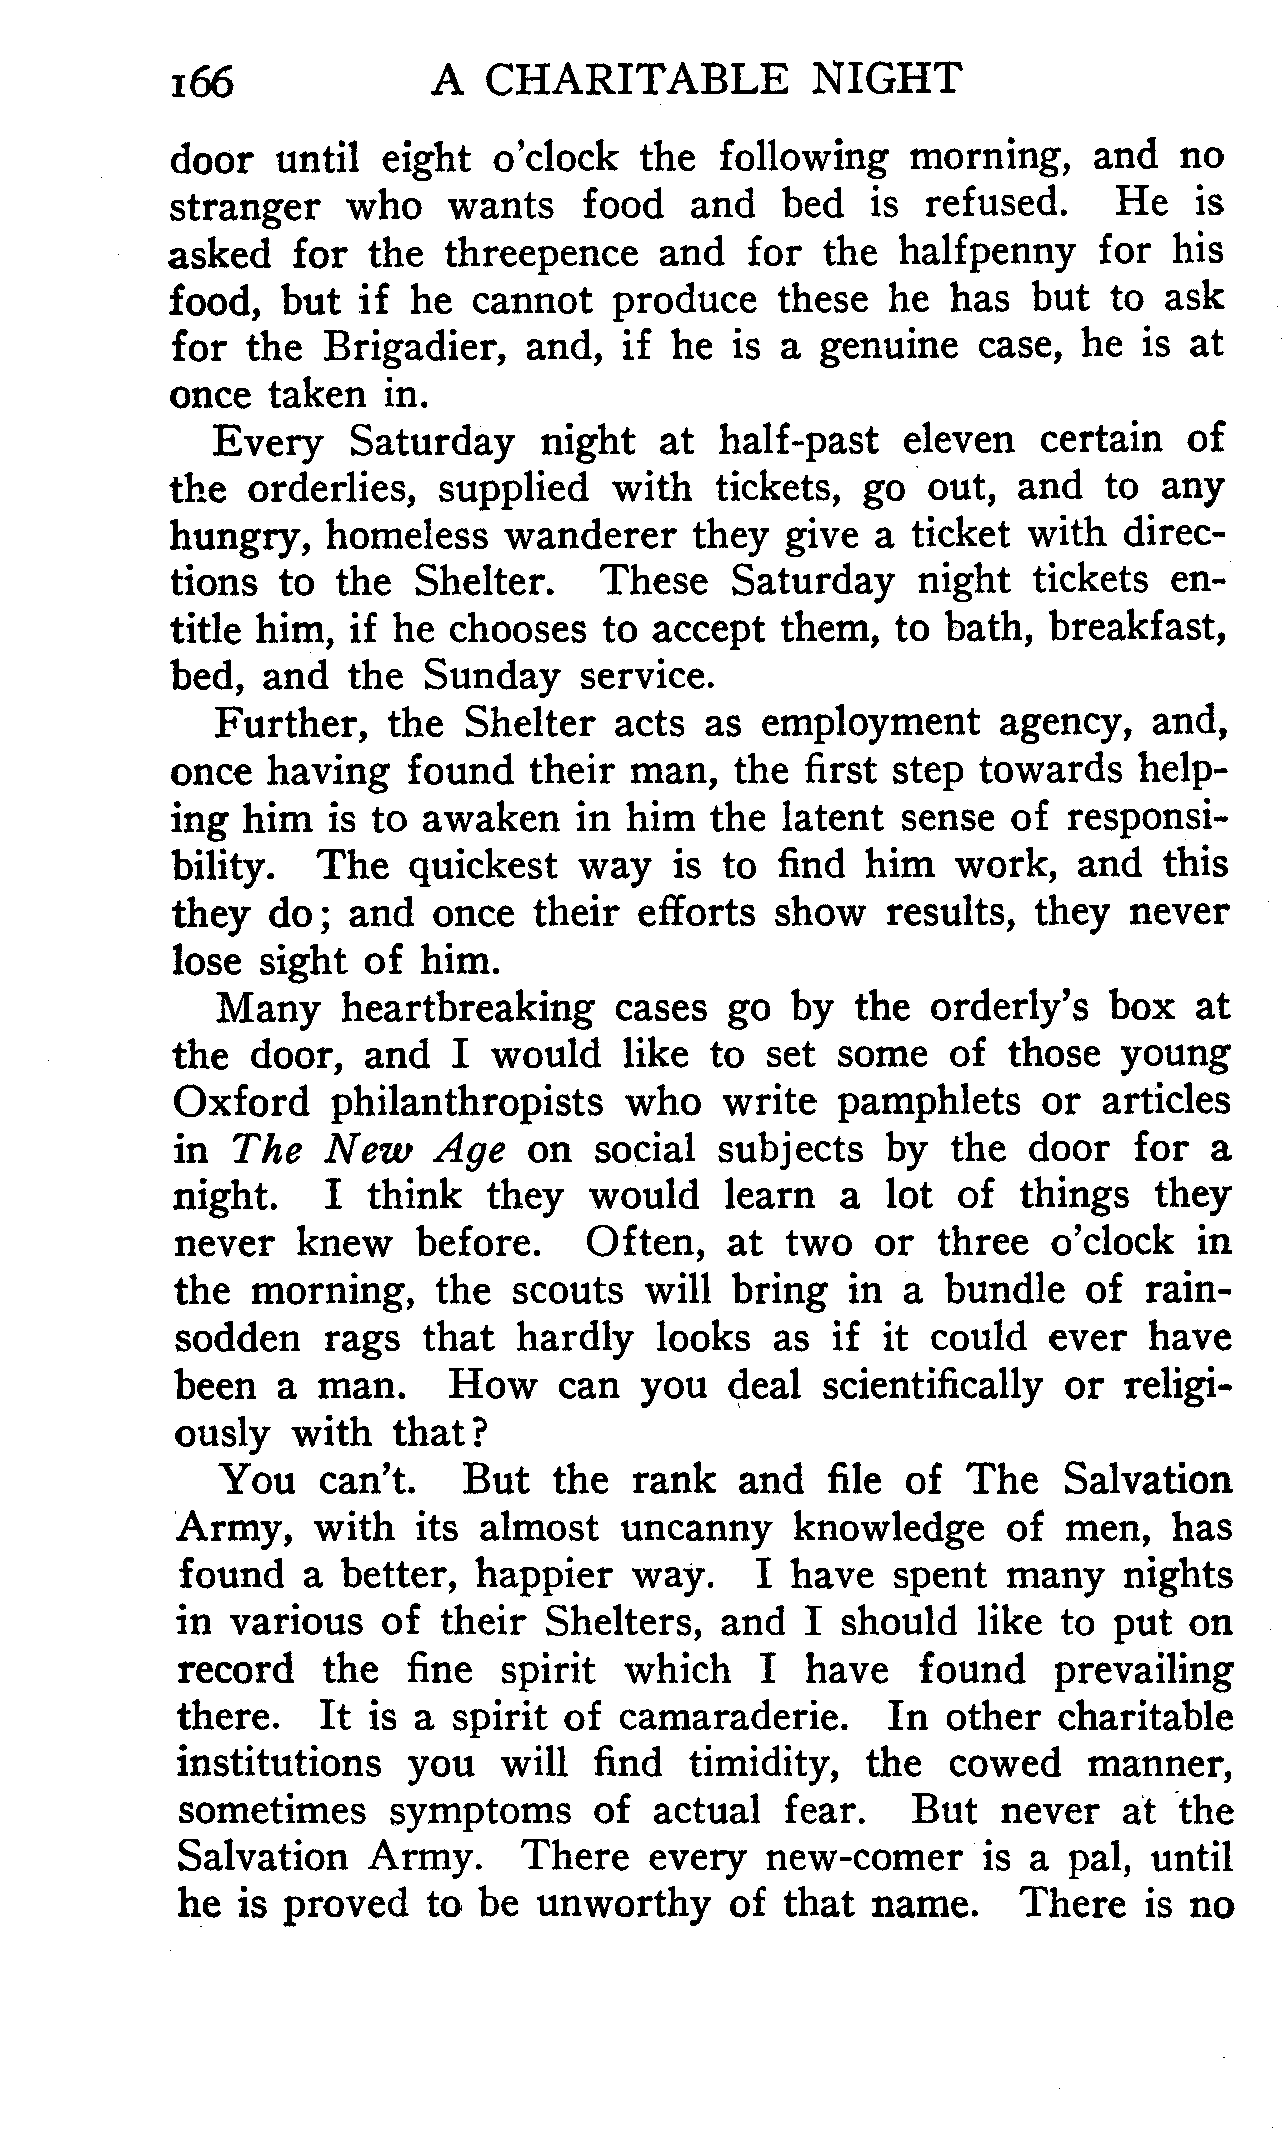 166 A CHARITABLE NIGHT
door until eight o'clock the following morning, and no
stranger who wants food and bed is refused. He is
asked for the threepence and for the halfpenny for his
food, but if he cannot produce these he has but to ask
for the Brigadier, and, if he is a genuine case, he is at
once taken in.
Every Saturday night at half-past eleven certain of
the orderlies, supplied with tickets, go out, and to any
hungry, homeless wanderer they give a ticket with direc-
tions to the Shelter. These Saturday night tickets en-
title him, if he chooses to accept them, to bath, breakfast,
bed, and the Sunday service.
Further, the Shelter acts as employment agency, and,
once having found their man, the first step towards help-
ing him is to awaken in him the latent sense of responsi-
bility. The quickest way is to find him work, and this
they do; and once their efforts show results, they never
lose sight of him.
Many heartbreaking cases go by the orderly's box at
the door, and I would like to set some of those young
Oxford philanthropists who write pamphlets or articles
in The New Age on social subjects by the door for a
night. I think they would learn a lot of things they
never knew before. Often, at two or three o'clock in
the morning, the scouts will bring in a bundle of rain-
sodden rags that hardly looks as if it could ever have
been a man. How can you deal scientifically or religi-
ously with that?
You can't. But the rank and file of The Salvation
Army, with its almost uncanny knowledge of men, has
found a better, happier way. I have spent many nights
in various of their Shelters, and I should like to put on
record the fine spirit which I have found prevailing
there. It is a spirit of camaraderie. In other charitable
institutions you will find timidity, the cowed manner,
sometimes symptoms of actual fear. But never at the
Salvation Army. There every new-comer is a pal, until
he is proved to be unworthy of that name. There is no